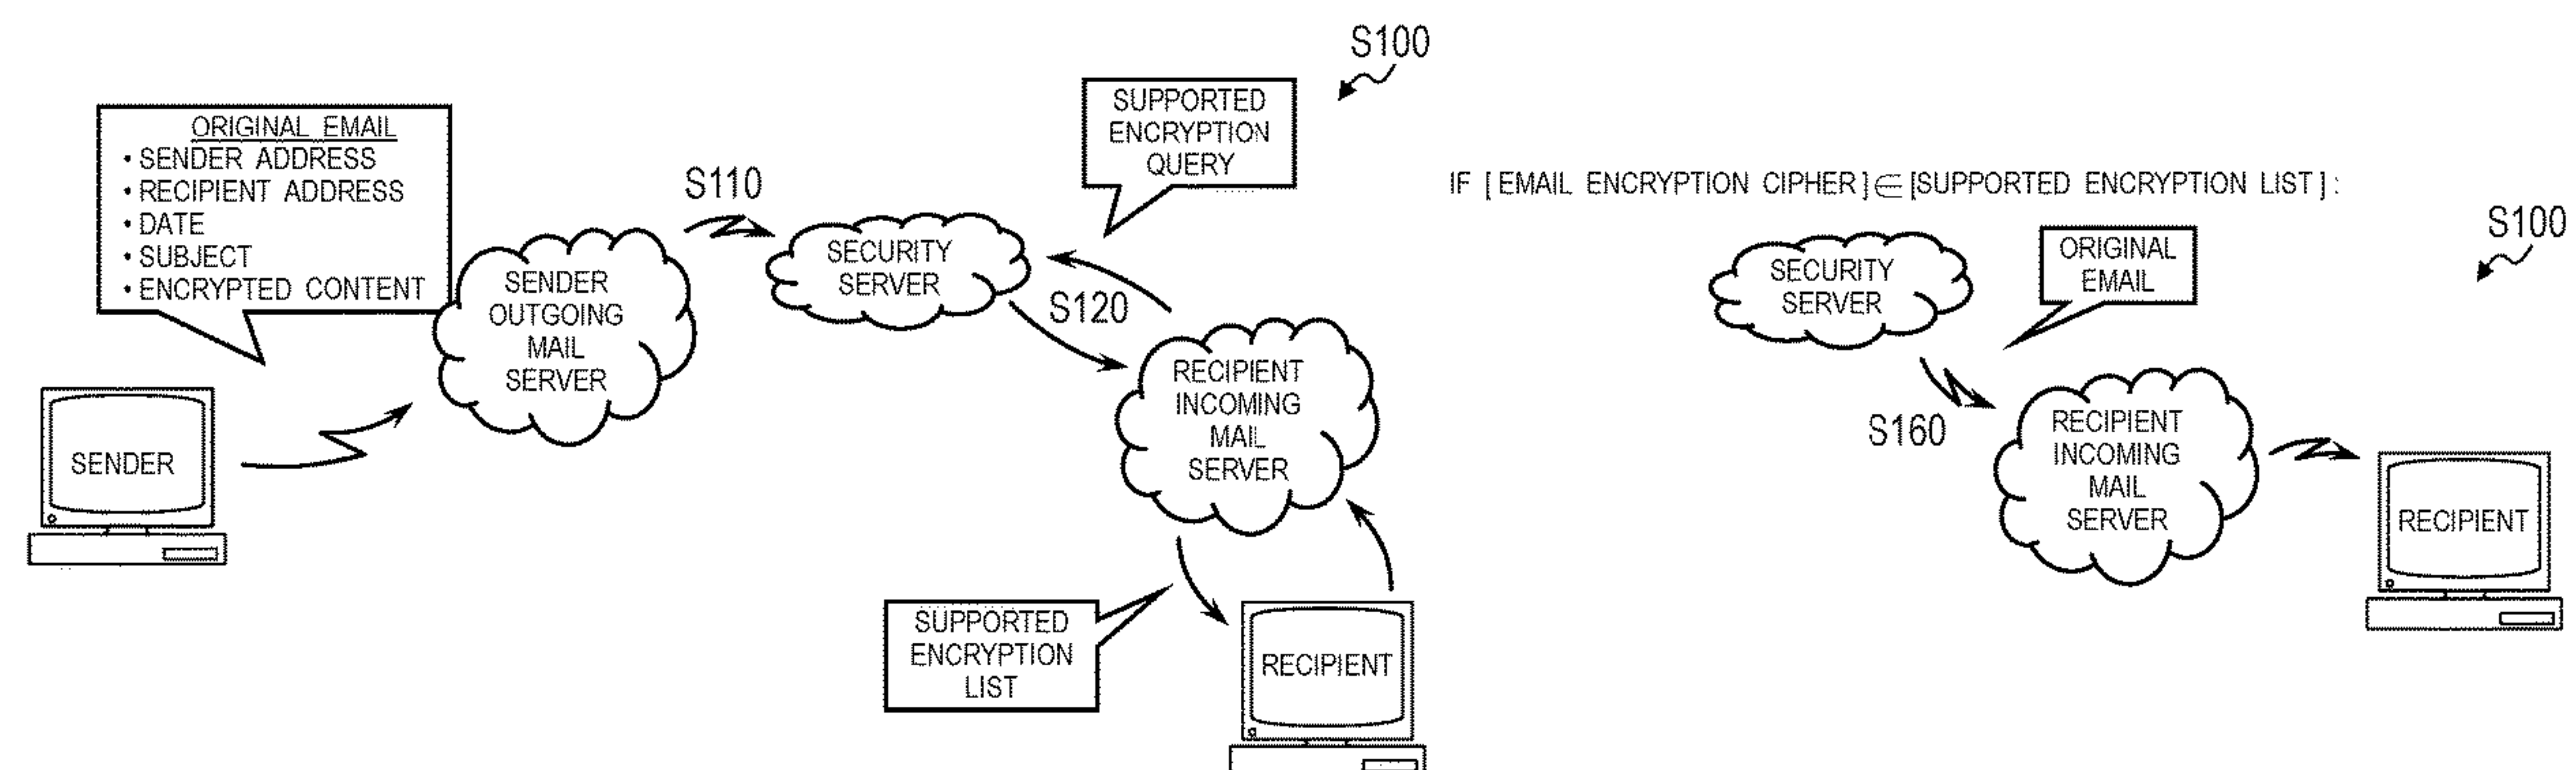 S100
ORIGINAL EMAIL
• SENDER ADDRESS
• RECIPIENT ADDRESS
• DATE
• SUBJECT
• ENCRYPTED CONTENT
SENDER
SENDER
OUTGOING
MAIL
SERVER
S110
SECURITY
SERVER
SUPPORTED
ENCRYPTION
QUERY
S120
RECIPIENT
INCOMING
MAIL
SERVER
SUPPORTED
ENCRYPTION
LIST
RECIPIENT
IF [EMAIL ENCRYPTION CIPHER]∈[SUPPORTED ENCRYPTION LIST]:
S100
SECURITY
SERVER
ORIGINAL
EMAIL
S160
RECIPIENT
INCOMING
MAIL
SERVER
RECIPIENT